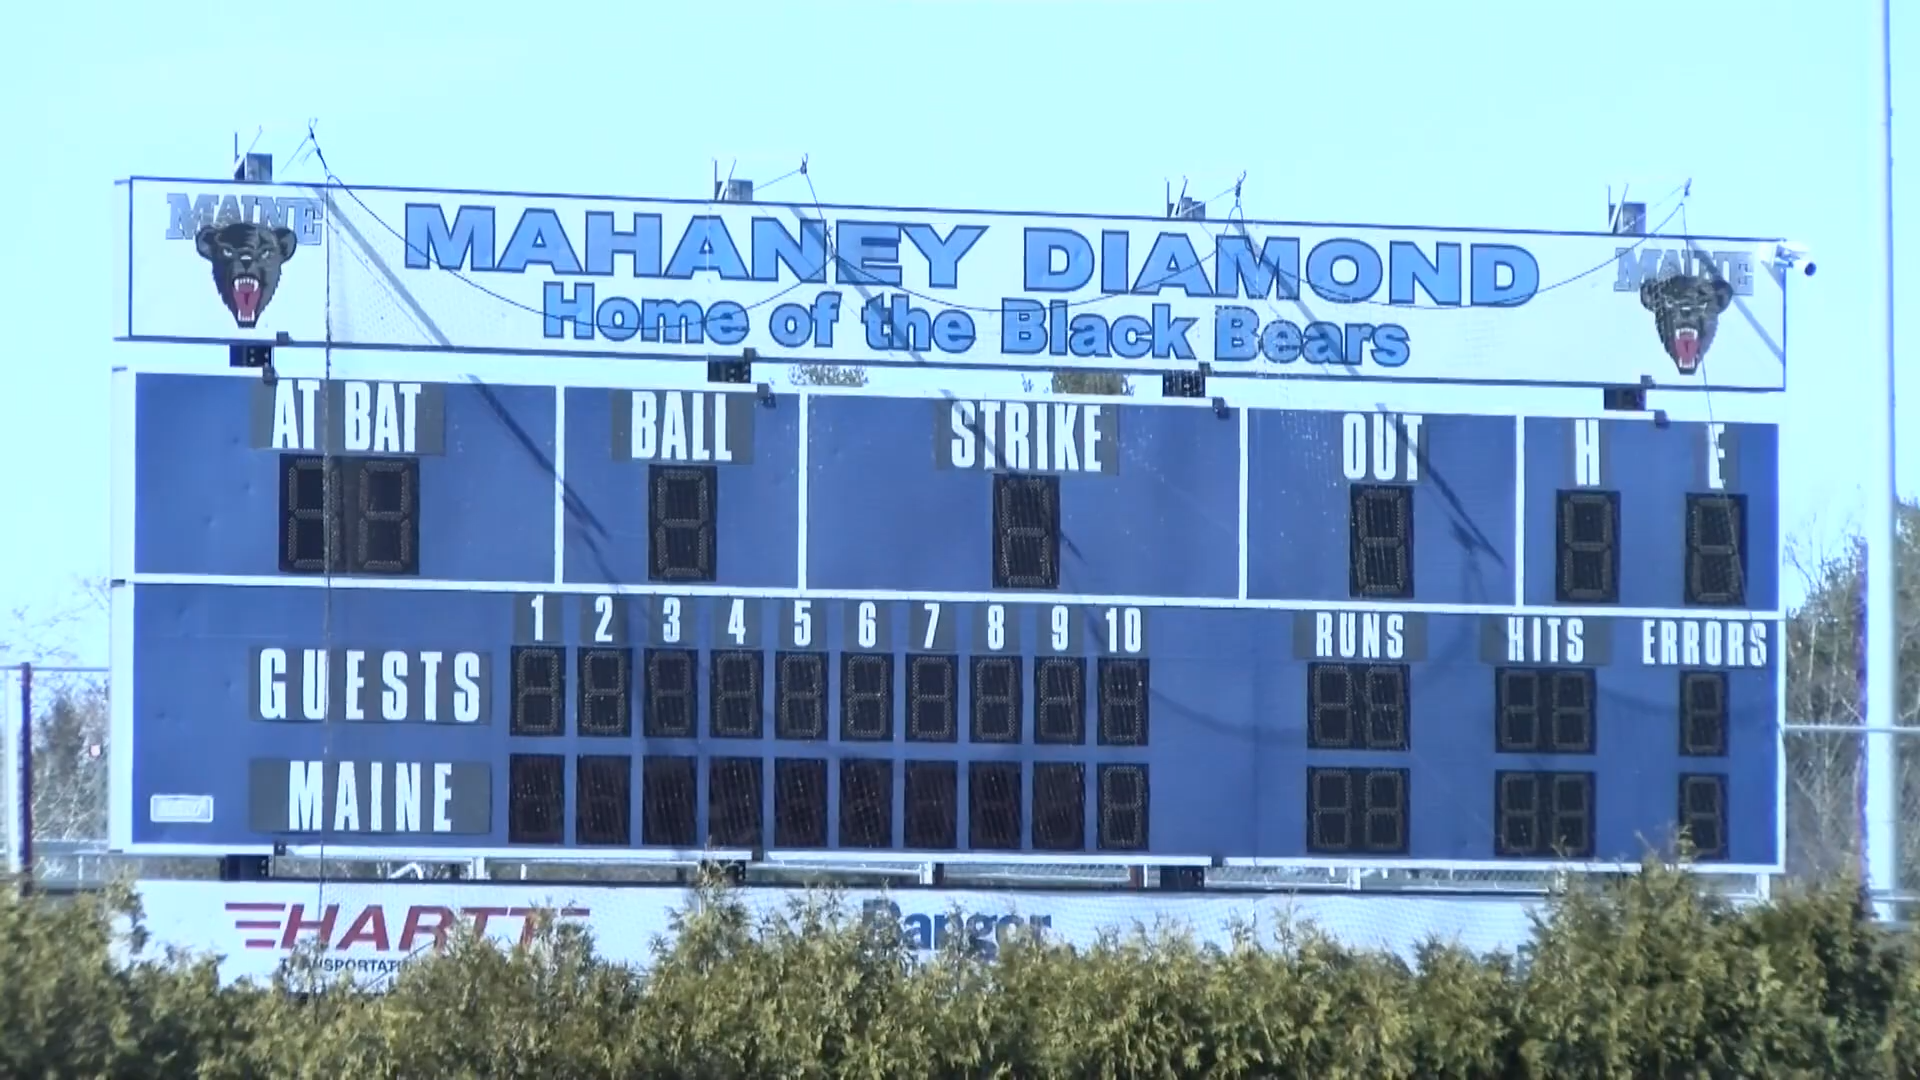 MAINE
MAHANEY DIAMOND
MAINE
Home of the Black Bears
AT BAT BALL STRIKE OUT H E
1 2 3 4 5 6 7 8 9 10 RUNS HITS ERRORS
GUESTS
MAINE
HARTT Bangor